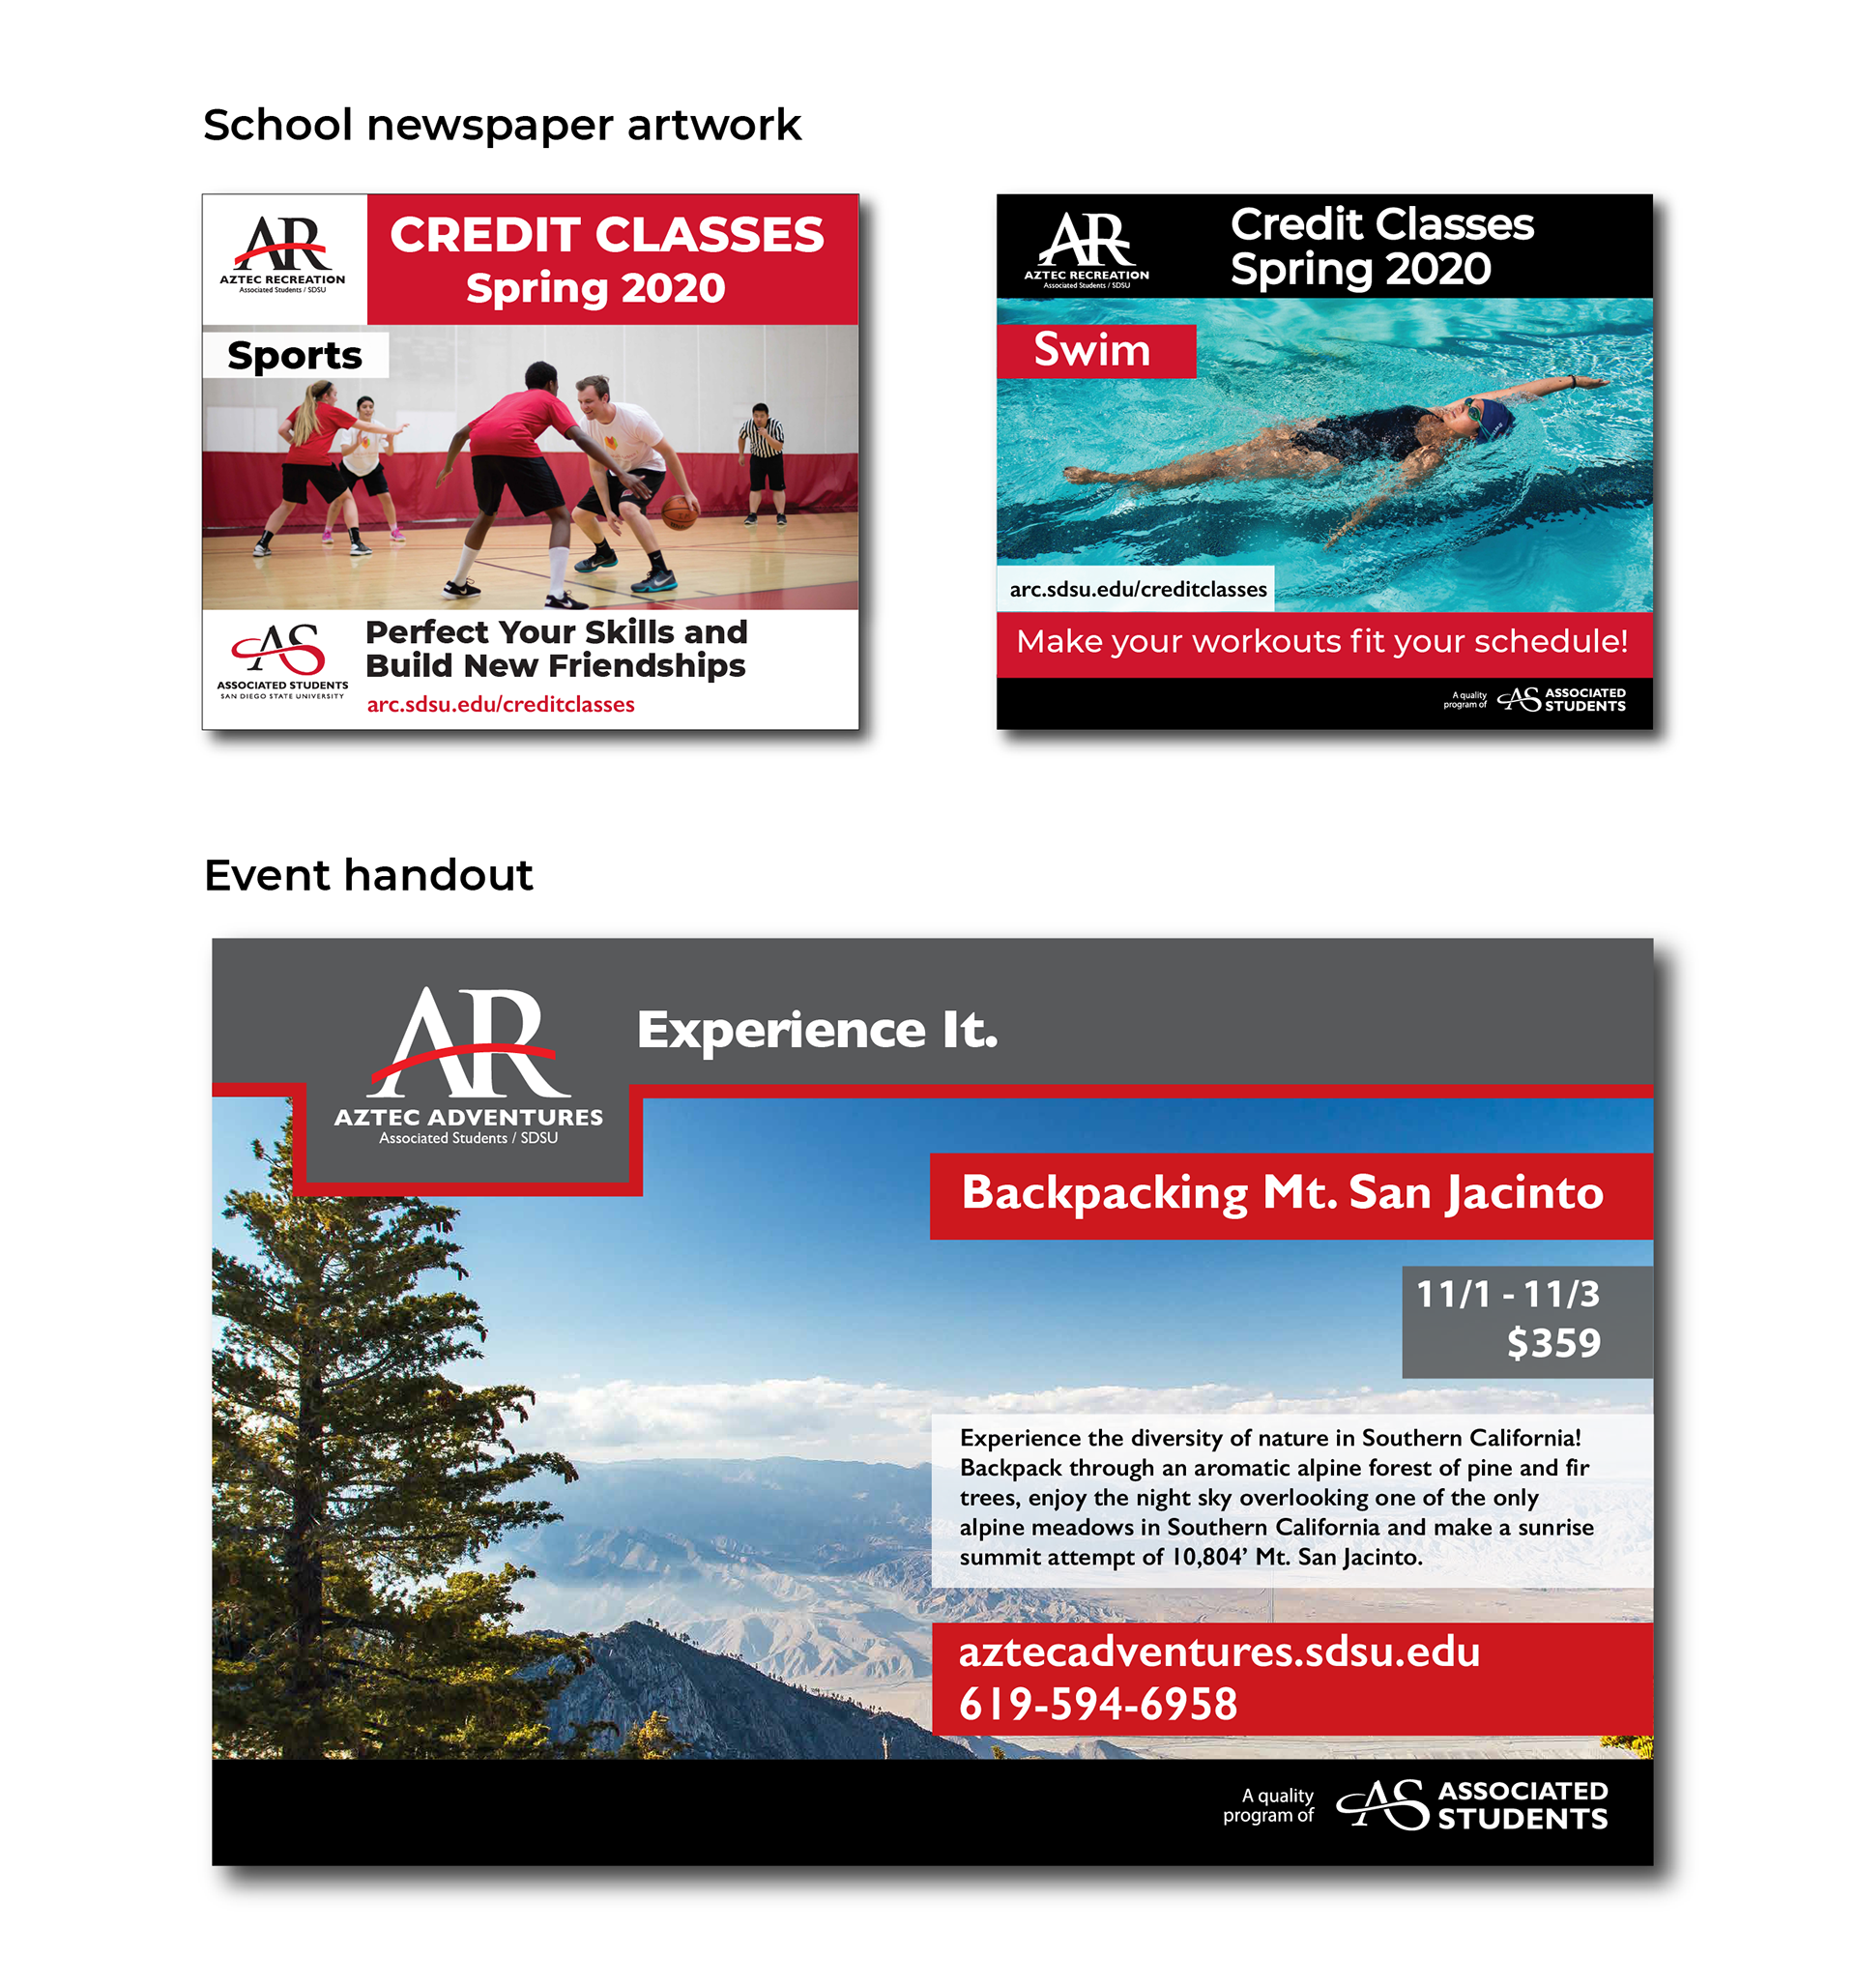 School newspaper artwork
AR
AZTEC RECREATION
Associated Students / SDSU
CREDIT CLASSES
Spring 2020
Sports
AS
ASSOCIATED STUDENTS
SAN DIEGO STATE UNIVERSITY
Perfect Your Skills and
Build New Friendships
arc.sdsu.edu/creditclasses
AR
AZTEC RECREATION
Associated Students / SDSU
Credit Classes
Spring 2020
Swim
arc.sdsu.edu/creditclasses
Make your workouts fit your schedule!
A quality
program of
AS
ASSOCIATED
STUDENTS
Event handout
AR
AZTEC ADVENTURES
Associated Students / SDSU
Experience It.
Backpacking Mt. San Jacinto
11/1 - 11/3
$359
Experience the diversity of nature in Southern California!
Backpack through an aromatic alpine forest of pine and fir
trees, enjoy the night sky overlooking one of the only
alpine meadows in Southern California and make a sunrise
summit attempt of 10,804’ Mt. San Jacinto.
aztecadventures.sdsu.edu
619-594-6958
A quality
program of
AS
ASSOCIATED
STUDENTS